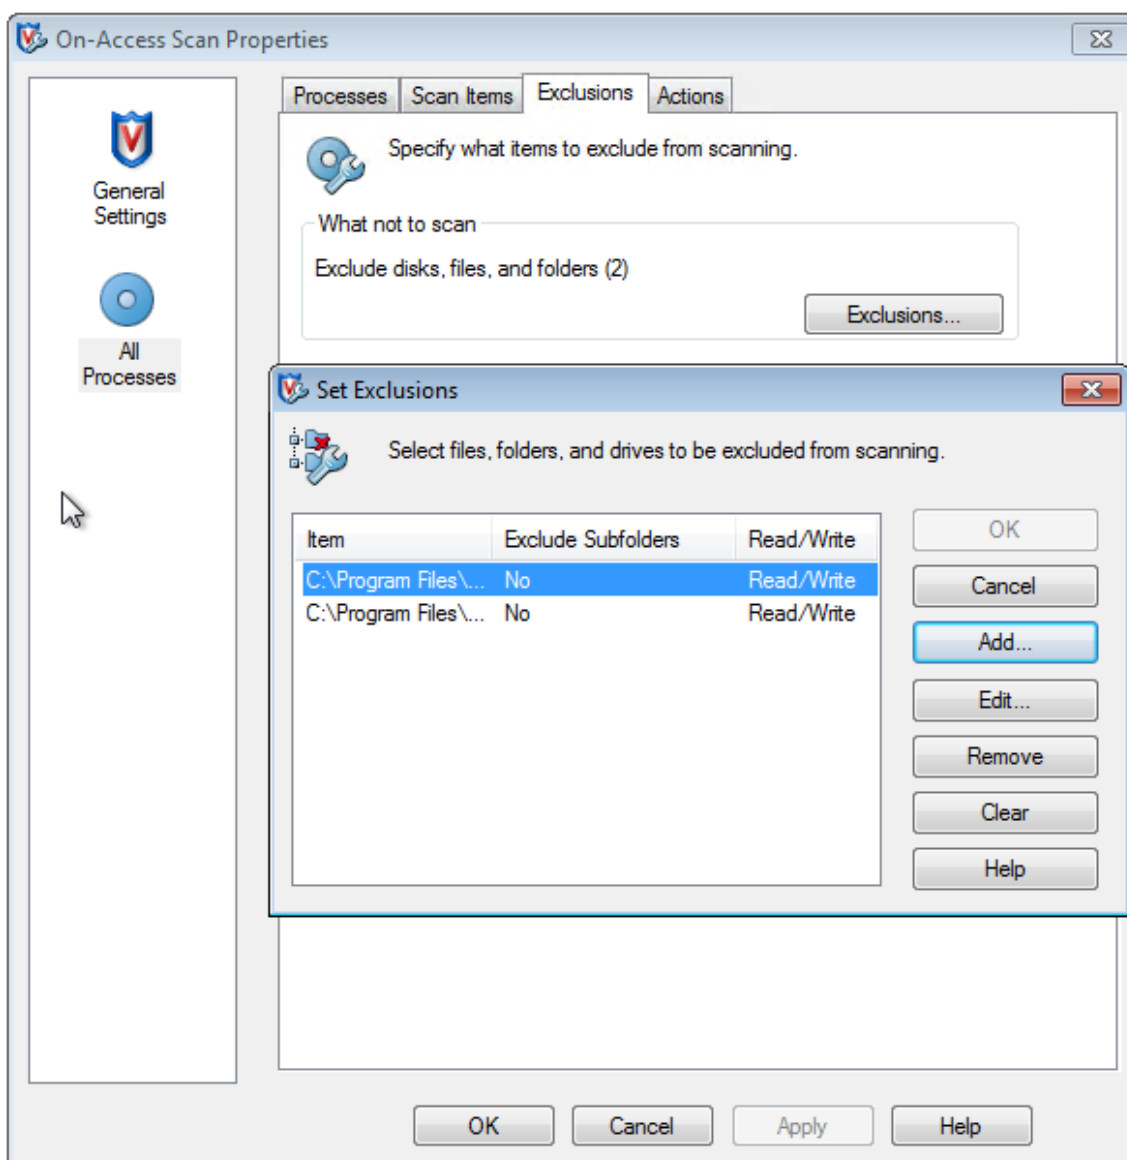 On-Access Scan Properties
General
Settings
All
Processes
Processes Scan Items Exclusions Actions
Specify what items to exclude from scanning.
What not to scan
Exclude disks, files, and folders (2)
Exclusions...
Set Exclusions
Select files, folders, and drives to be excluded from scanning.
Item Exclude Subfolders Read/Write
C:\Program Files\... No Read/Write
C:\Program Files\... No Read/Write
OK
Cancel
Add...
Edit...
Remove
Clear
Help
OK Cancel Apply Help